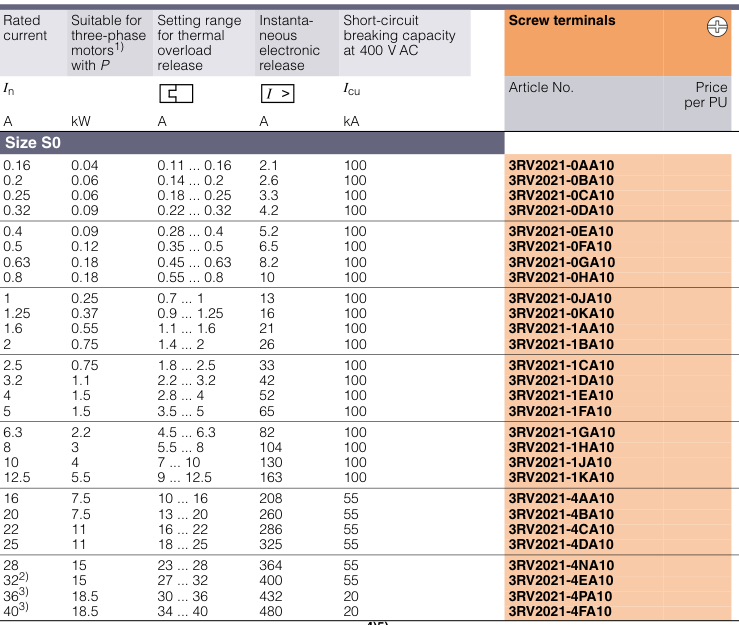 Rated current Suitable for three-phase motors1) with P Setting range for thermal overload release Instanta-neous electronic release Short-circuit breaking capacity at 400 V AC Screw terminals
In I > Icu Article No. Price per PU
A kW A A kA
Size S0
0.16 0.04 0.11 ... 0.16 2.1 100 3RV2021-0AA10
0.2 0.06 0.14 ... 0.2 2.6 100 3RV2021-0BA10
0.25 0.06 0.18 ... 0.25 3.3 100 3RV2021-0CA10
0.32 0.09 0.22 ... 0.32 4.2 100 3RV2021-0DA10
0.4 0.09 0.28 ... 0.4 5.2 100 3RV2021-0EA10
0.5 0.12 0.35 ... 0.5 6.5 100 3RV2021-0FA10
0.63 0.18 0.45 ... 0.63 8.2 100 3RV2021-0GA10
0.8 0.18 0.55 ... 0.8 10 100 3RV2021-0HA10
1 0.25 0.7 ... 1 13 100 3RV2021-0JA10
1.25 0.37 0.9 ... 1.25 16 100 3RV2021-0KA10
1.6 0.55 1.1 ... 1.6 21 100 3RV2021-1AA10
2 0.75 1.4 ... 2 26 100 3RV2021-1BA10
2.5 0.75 1.8 ... 2.5 33 100 3RV2021-1CA10
3.2 1.1 2.2 ... 3.2 42 100 3RV2021-1DA10
4 1.5 2.8 ... 4 52 100 3RV2021-1EA10
5 1.5 3.5 ... 5 65 100 3RV2021-1FA10
6.3 2.2 4.5 ... 6.3 82 100 3RV2021-1GA10
8 3 5.5 ... 8 104 100 3RV2021-1HA10
10 4 7 ... 10 130 100 3RV2021-1JA10
12.5 5.5 9 ... 12.5 163 100 3RV2021-1KA10
16 7.5 10 ... 16 208 55 3RV2021-4AA10
20 7.5 13 ... 20 260 55 3RV2021-4BA10
22 11 16 ... 22 286 55 3RV2021-4CA10
25 11 18 ... 25 325 55 3RV2021-4DA10
28 15 23 ... 28 364 55 3RV2021-4NA10
322) 15 27 ... 32 400 55 3RV2021-4EA10
363) 18.5 30 ... 36 432 20 3RV2021-4PA10
403) 18.5 34 ... 40 480 20 3RV2021-4FA10